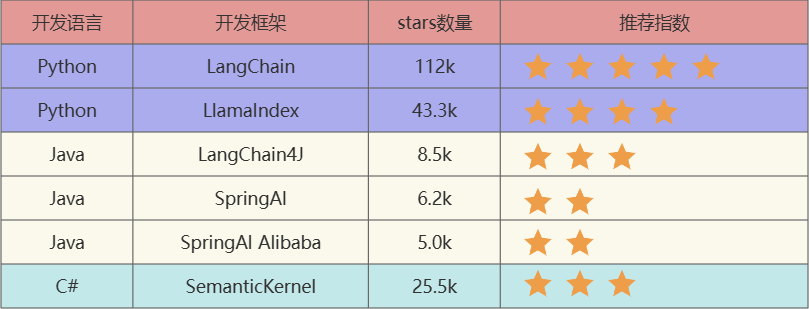 开发语言 开发框架 stars数量 推荐指数
Python LangChain 112k
Python LlamaIndex 43.3k
Java LangChain4J 8.5k
Java SpringAI 6.2k
Java SpringAI Alibaba 5.0k
C# SemanticKernel 25.5k